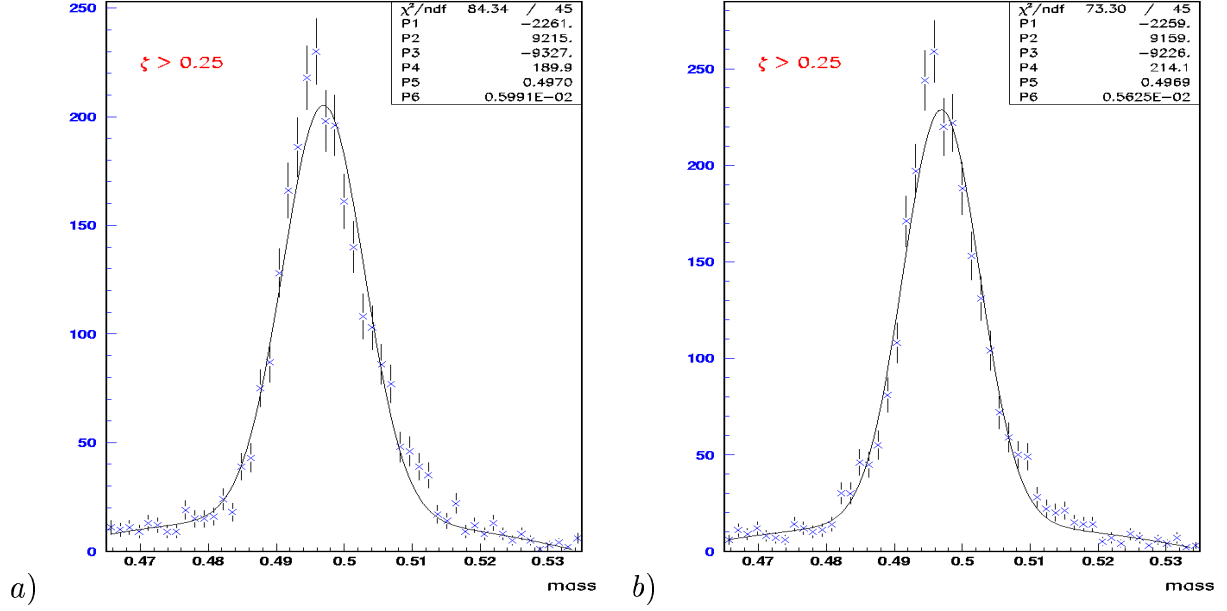 χ²/ndf 84.34 / 45
P1 -2261.
P2 9215.
P3 -9327.
P4 189.9
P5 0.4970
P6 0.5991E-02
ζ > 0.25
250
200
150
100
50
0
0.47 0.48 0.49 0.5 0.51 0.52 0.53
mass
a)
χ²/ndf 73.30 / 45
P1 -2259.
P2 9159.
P3 -9226.
P4 214.1
P5 0.4969
P6 0.5625E-02
ζ > 0.25
250
200
150
100
50
0
0.47 0.48 0.49 0.5 0.51 0.52 0.53
mass
b)